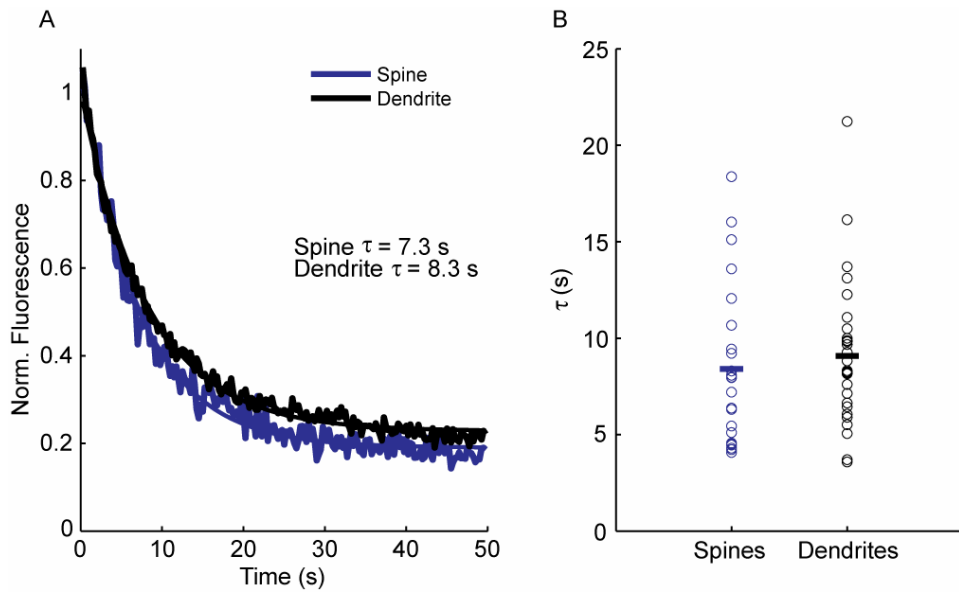 A
Norm. Fluorescence
1
0.8
0.6
0.4
0.2
0
Spine
Dendrite
Spine τ = 7.3 s
Dendrite τ = 8.3 s
0 10 20 30 40 50
Time (s)
B
τ (s)
25
20
15
10
5
0
Spines Dendrites